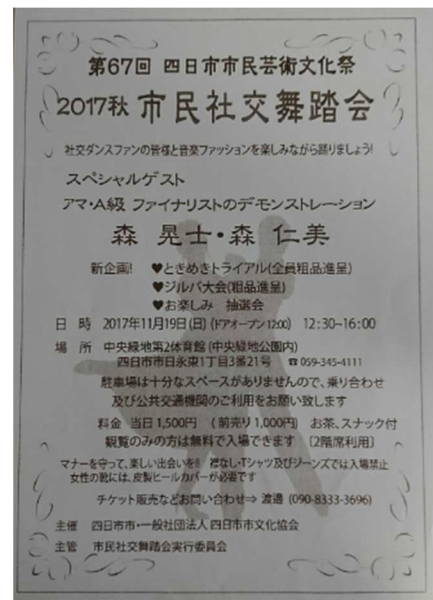 第67回 四日市市民芸術文化祭
2017秋 市民社交舞踏会
社交ダンスファンの皆様と音楽ファッションを楽しみながら踊りましょう!
スペシャルゲスト
アマ・A級 ファイナリストのデモンストレーション
森 晃士・森 仁美
新企画! ♥ときめきトライアル(全員粗品進呈)
♥ジルバ大会(粗品進呈)
♥お楽しみ 抽選会
日 時 2017年11月19日(日) (ドアオープン12:00) 12:30~16:00
場 所 中央緑地第2体育館(中央緑地公園内)
四日市市日永東1丁目3番21号 ☎059-345-4111
駐車場は十分なスペースがありませんので、乗り合わせ
及び公共交通機関のご利用をお願い致します
料金 当日1,500円 (前売り1,000円) お茶、スナック付
観覧のみの方は無料で入場できます [2階席利用]
マナーを守って、楽しい出会いを!! 襟なし・Tシャツ及びジーンズでは入場禁止
女性の靴には、皮製ヒールカバーが必要です
チケット販売などお問い合わせ⇒ 渡邉 (090-8333-3696)
主催 四日市市・一般社団法人 四日市市文化協会
主管 市民社交舞踏会実行委員会